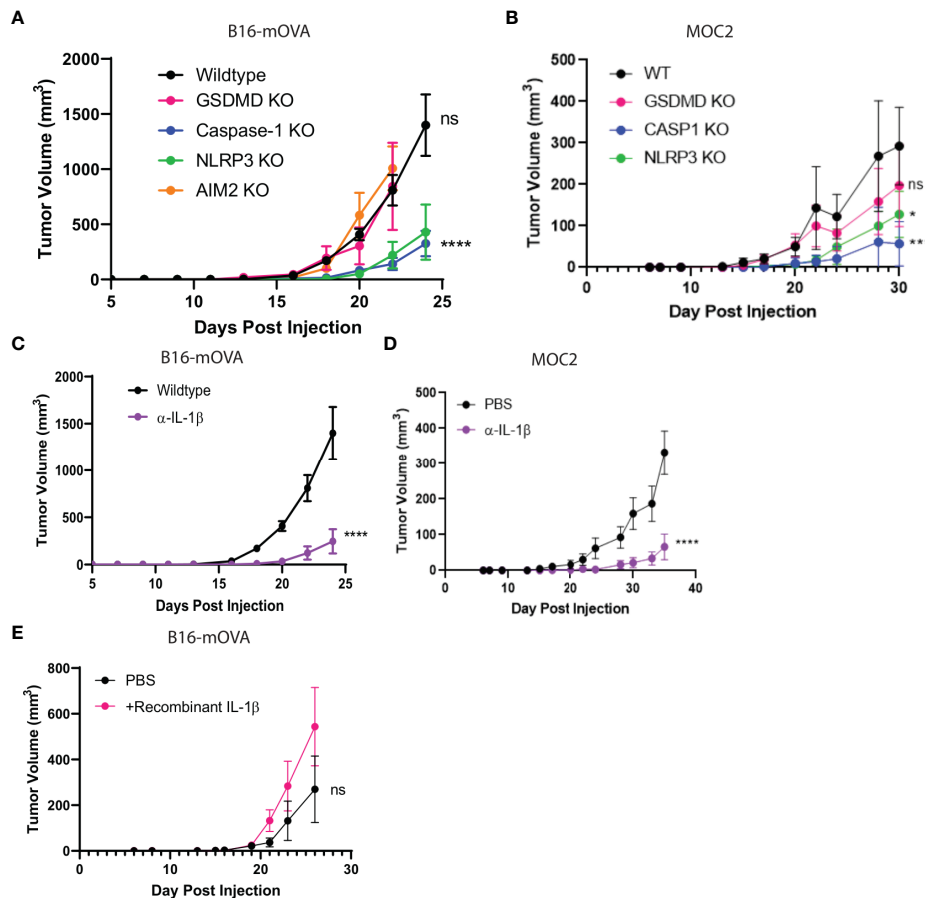 A
B16-mOVA
Tumor Volume (mm³)
2000
1500
1000
500
0
Wildtype
GSDMD KO
Caspase-1 KO
NLRP3 KO
AIM2 KO
ns
****
5 10 15 20 25
Days Post Injection
B
MOC2
Tumor Volume (mm³)
500
400
300
200
100
0
WT
GSDMD KO
CASP1 KO
NLRP3 KO
ns
*
**
0 10 20 30
Day Post Injection
C
B16-mOVA
Tumor Volume (mm³)
2000
1500
1000
500
0
Wildtype
α-IL-1β
****
5 10 15 20 25
Days Post Injection
D
MOC2
Tumor Volume (mm³)
500
400
300
200
100
0
PBS
α-IL-1β
****
0 10 20 30 40
Day Post Injection
E
B16-mOVA
Tumor Volume (mm³)
800
600
400
200
0
PBS
+Recombinant IL-1β
ns
0 10 20 30
Day Post Injection